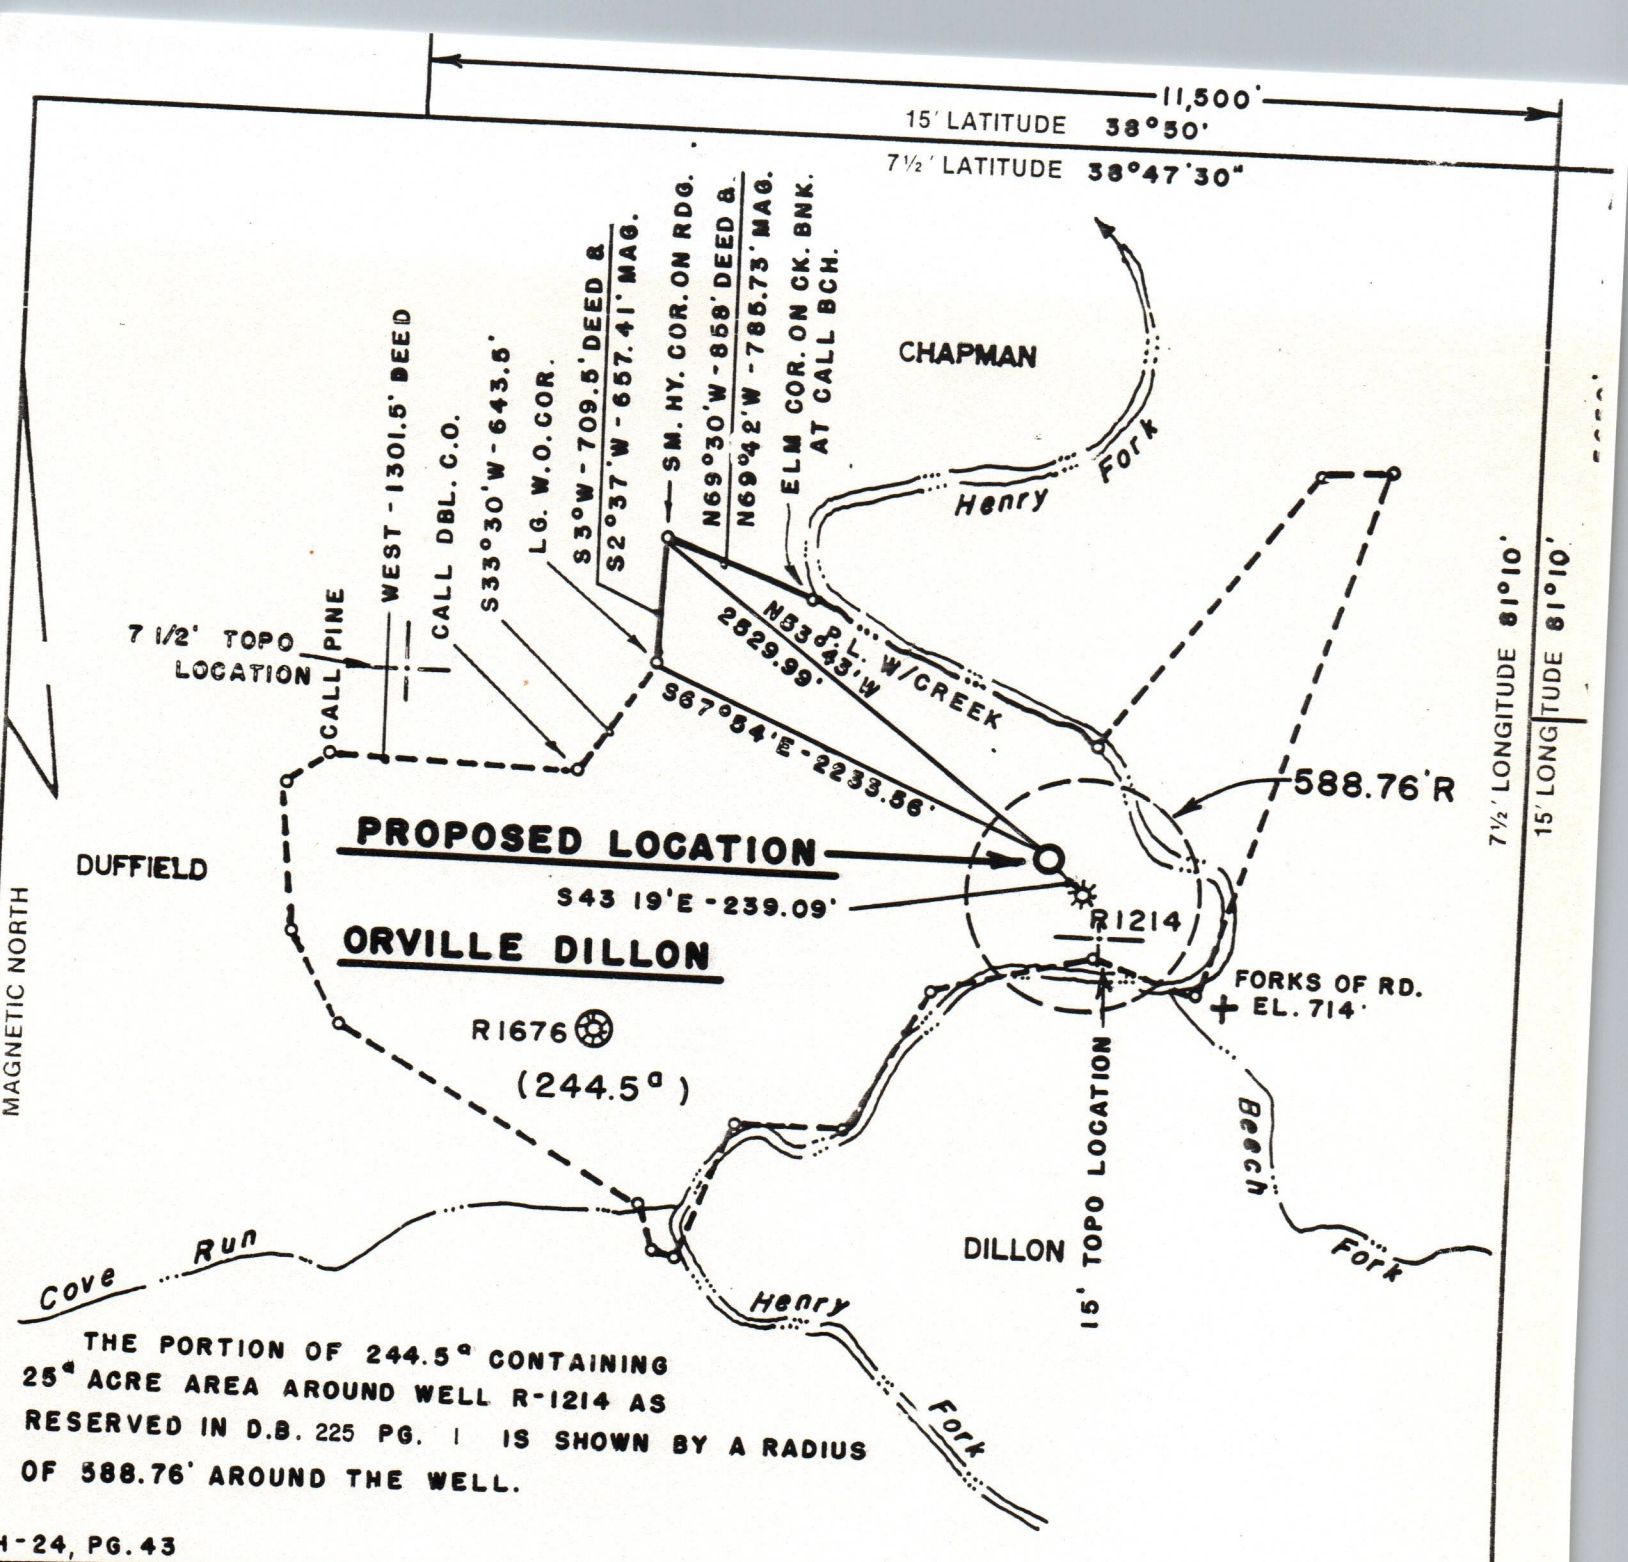 11,500'
15' LATITUDE 38°50'
7½' LATITUDE 38°47'30"
WEST - 1301.5' DEED
CALL DBL. C.O.
S33°30'W-643.5'
LG. W.O. COR.
S3°W-709.5' DEED &
S2°37'W-657.41' MAG.
SM. HY. COR. ON RDG.
N69°30'W-858' DEED &
N69°42'W-785.73' MAG.
ELM COR. ON CK. BNK.
AT CALL BCH.
CHAPMAN
Henry Fork
CALL PINE
7 1/2' TOPO
LOCATION
N53°43'W
2529.99'
P.L. W/CREEK
S67°54'E-2233.56'
7½' LONGITUDE 81°10'
15' LONGITUDE 81°10'
588.76'R
PROPOSED LOCATION
DUFFIELD
S43 19'E-239.09'
R1214
ORVILLE DILLON
MAGNETIC NORTH
FORKS OF RD.
EL. 714'
R1676
(244.5ᵃ)
15' TOPO LOCATION
Beech Fork
DILLON
Cove Run
Henry Fork
THE PORTION OF 244.5ᵃ CONTAINING
25ᵃ ACRE AREA AROUND WELL R-1214 AS
RESERVED IN D.B. 225 PG. 1 IS SHOWN BY A RADIUS
OF 588.76' AROUND THE WELL.
-24, PG. 43